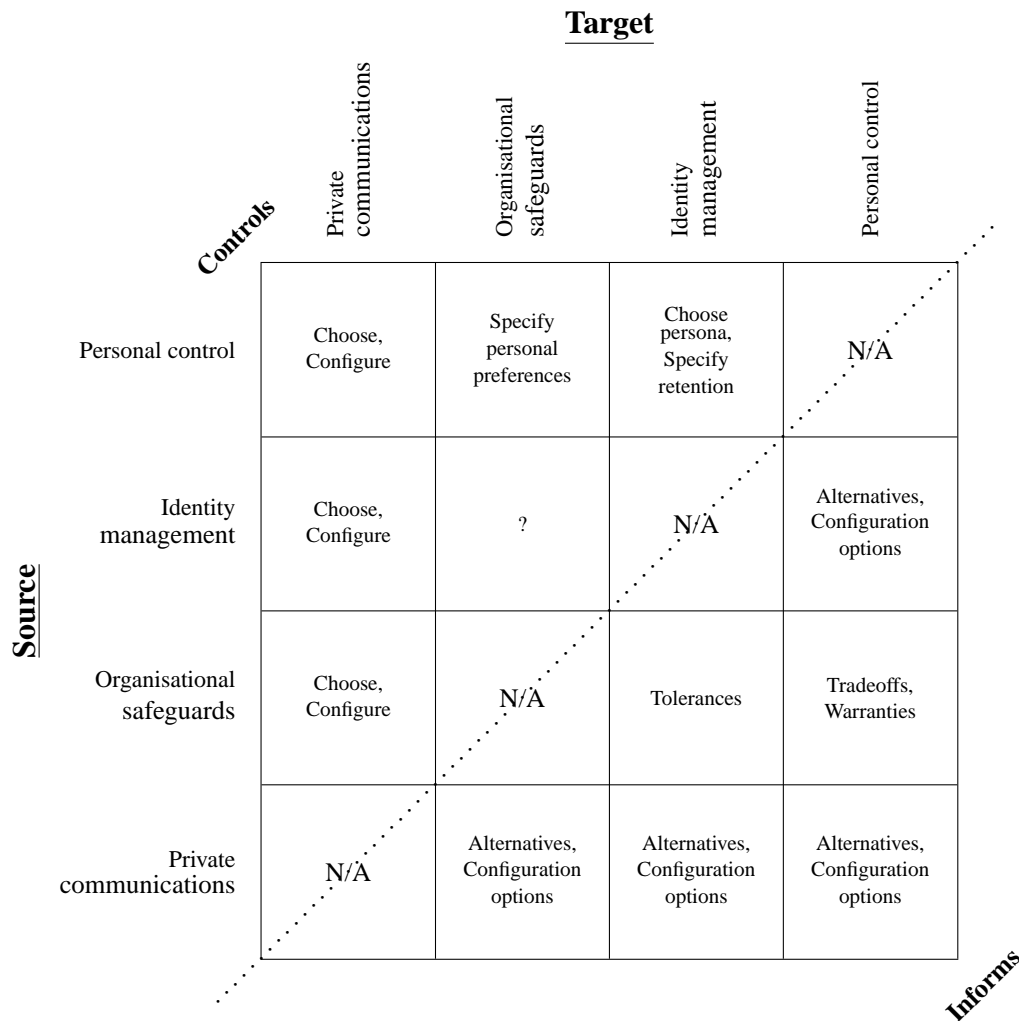 Target
Private
communications
Organisational
safeguards
Identity
management
Personal control
Controls
Personal control
Choose,
Configure
Specify
personal
preferences
Choose
persona,
Specify
retention
N/A
Identity
management
Choose,
Configure
?
N/A
Alternatives,
Configuration
options
Source
Organisational
safeguards
Choose,
Configure
N/A
Tolerances
Tradeoffs,
Warranties
Private
communications
N/A
Alternatives,
Configuration
options
Alternatives,
Configuration
options
Alternatives,
Configuration
options
Informs